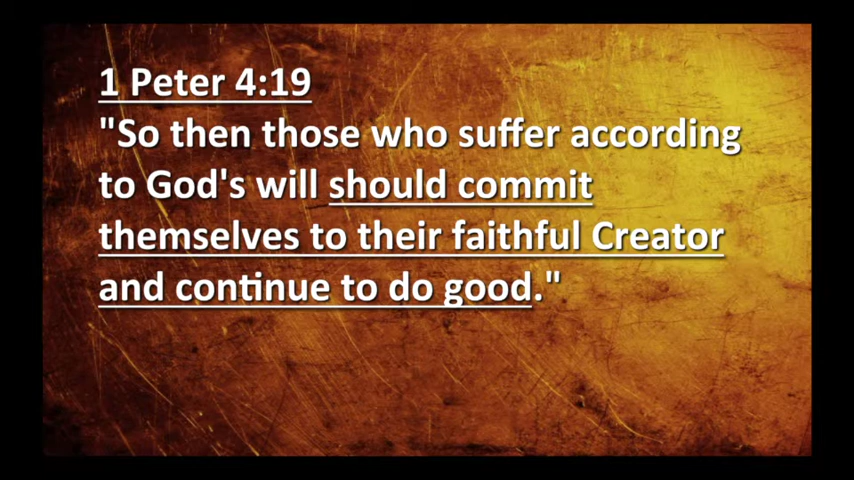 1 Peter 4:19
"So then those who suffer according
to God's will should commit
themselves to their faithful Creator
and continue to do good."